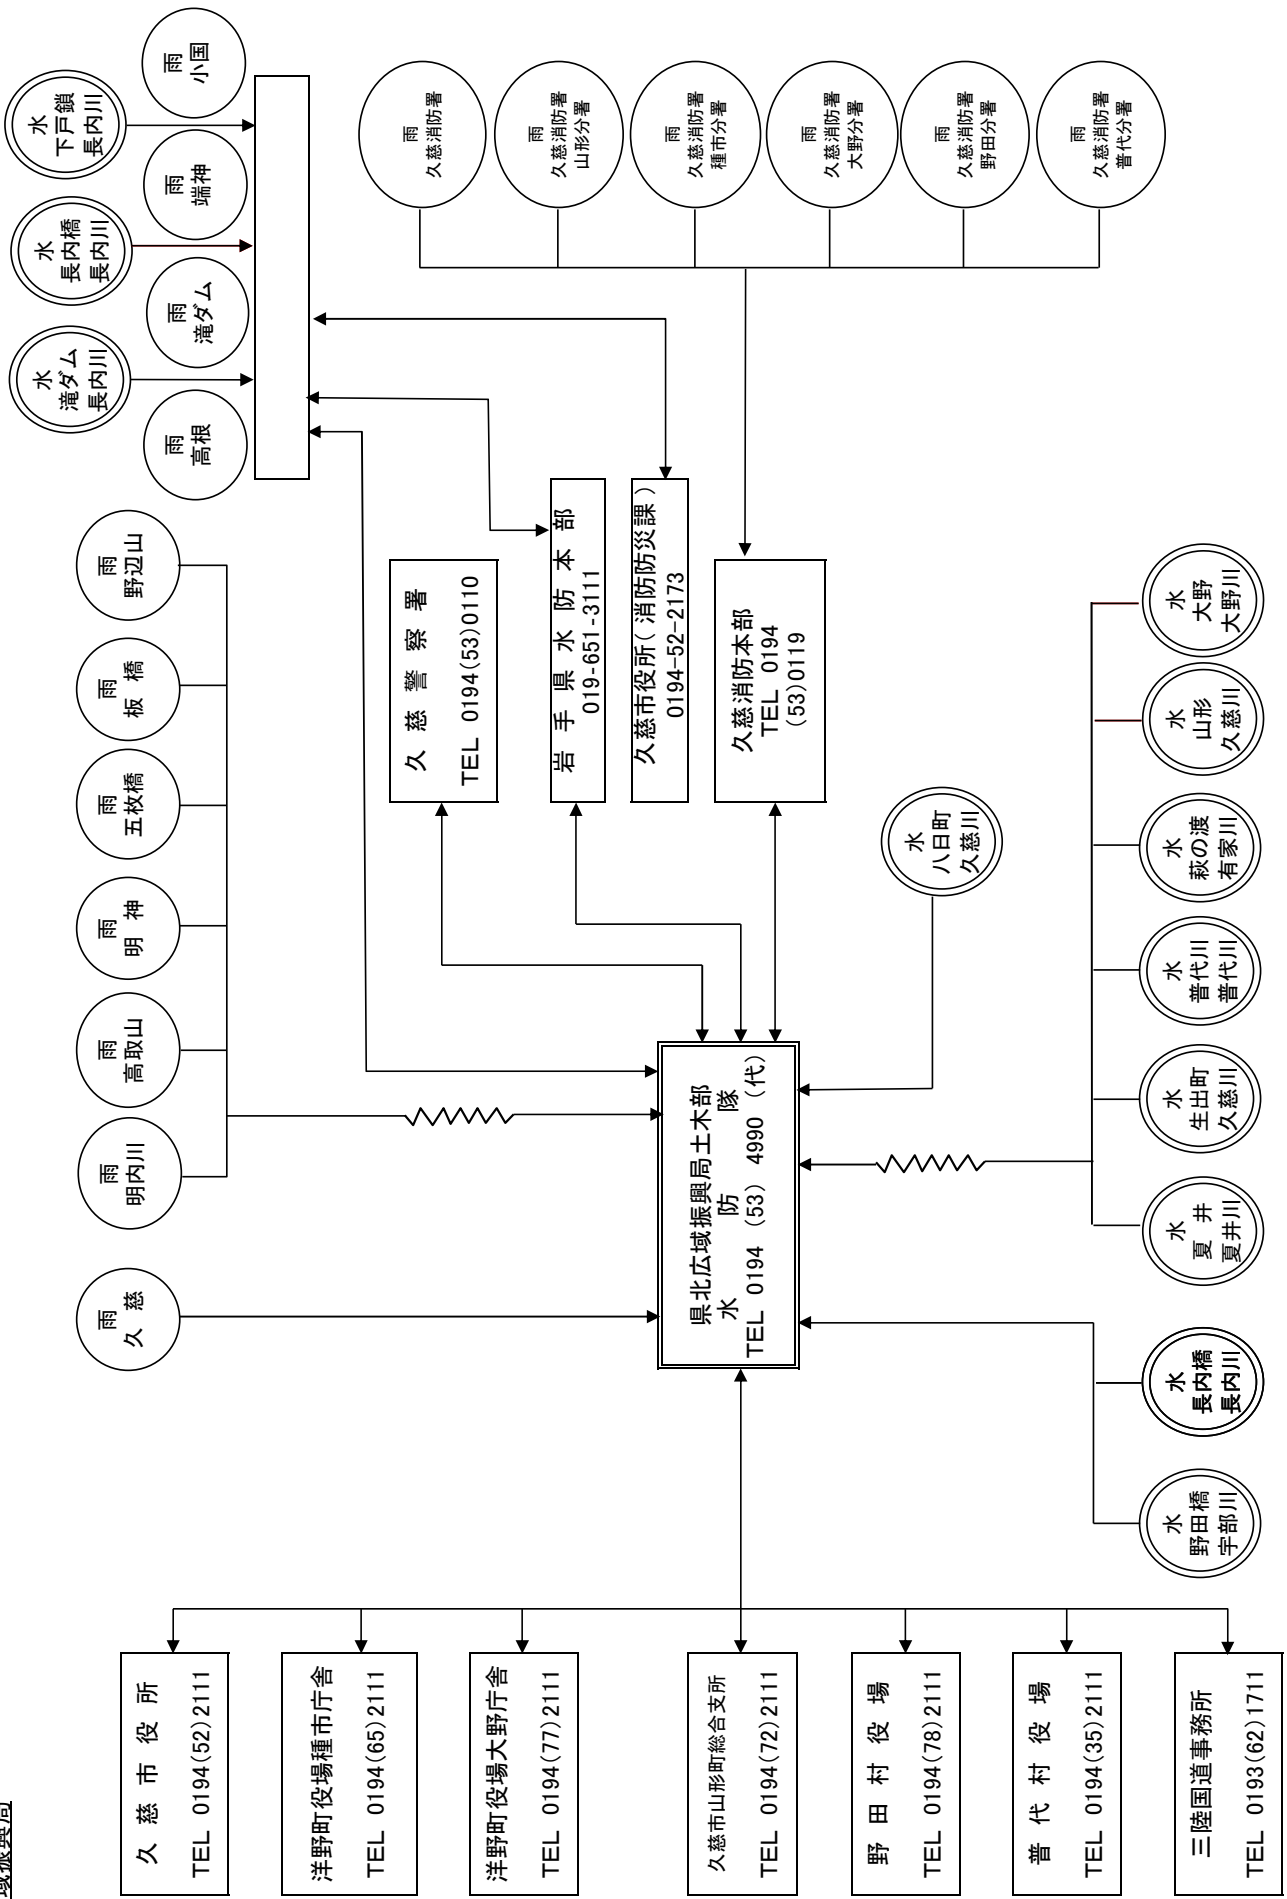 域振興局
久慈市役所
TEL 0194(52)2111
洋野町役場種市庁舎
TEL 0194(65)2111
洋野町役場大野庁舎
TEL 0194(77)2111
久慈市山形町総合支所
TEL 0194(72)2111
野田村役場
TEL 0194(78)2111
普代村役場
TEL 0194(35)2111
三陸国道事務所
TEL 0193(62)1711
雨
久慈
雨
明内川
雨
高取山
雨
明神
雨
五枚橋
雨
板橋
雨
野辺山
県北広域振興局土木部
水防隊
TEL 0194 (53) 4990 (代)
水
野田橋
宇部川
水
長内橋
長内川
水
夏井
夏井川
水
生出町
久慈川
水
普代川
普代川
水
萩の渡
有家川
水
山形
久慈川
水
大野
大野川
水
八日町
久慈川
久慈警察署
TEL 0194(53)0110
岩手県水防本部
019-651-3111
久慈市役所(消防防災課)
0194-52-2173
久慈消防本部
TEL 0194
(53)0119
水
滝ダム
長内川
水
長内橋
長内川
水
下戸鎖
長内川
雨
高根
雨
滝ダム
雨
端神
雨
小国
雨
久慈消防署
雨
久慈消防署
山形分署
雨
久慈消防署
種市分署
雨
久慈消防署
大野分署
雨
久慈消防署
野田分署
雨
久慈消防署
普代分署